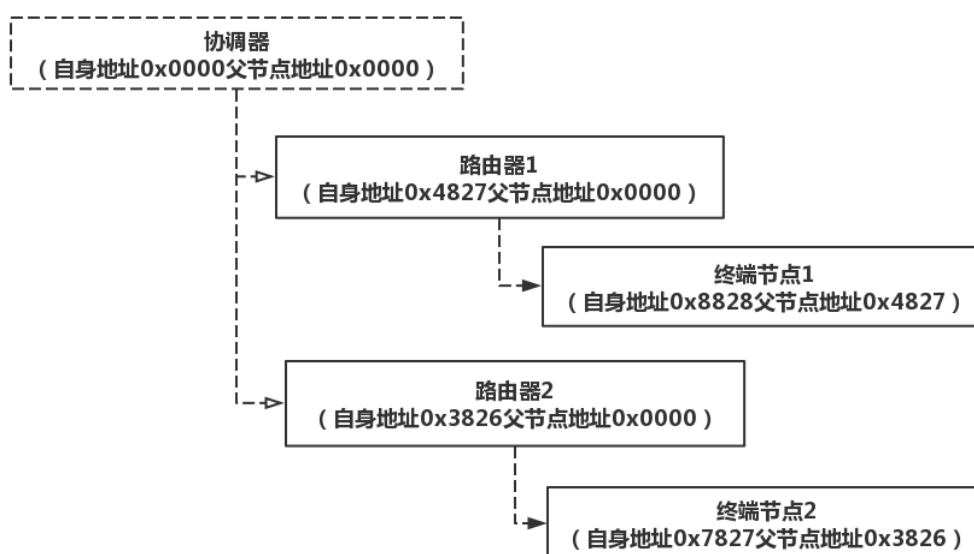 协调器
（自身地址0x0000父节点地址0x0000）
路由器1
（自身地址0x4827父节点地址0x0000）
终端节点1
（自身地址0x8828父节点地址0x4827）
路由器2
（自身地址0x3826父节点地址0x0000）
终端节点2
（自身地址0x7827父节点地址0x3826）